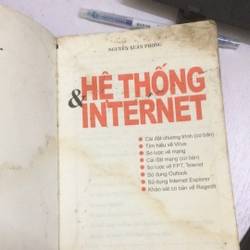 NGUYỄN XUÂN PHONG
HỆ THỐNG
& INTERNET
Cài đặt chương trình (cơ bản)
Tìm hiểu về Virus
Sơ lược về mạng
Cài đặt mạng (cơ bản)
Sơ lược về FPT, Telnet
Sử dụng Outlook
Sử dụng Internet Explorer
Khảo sát cơ bản về Regedit